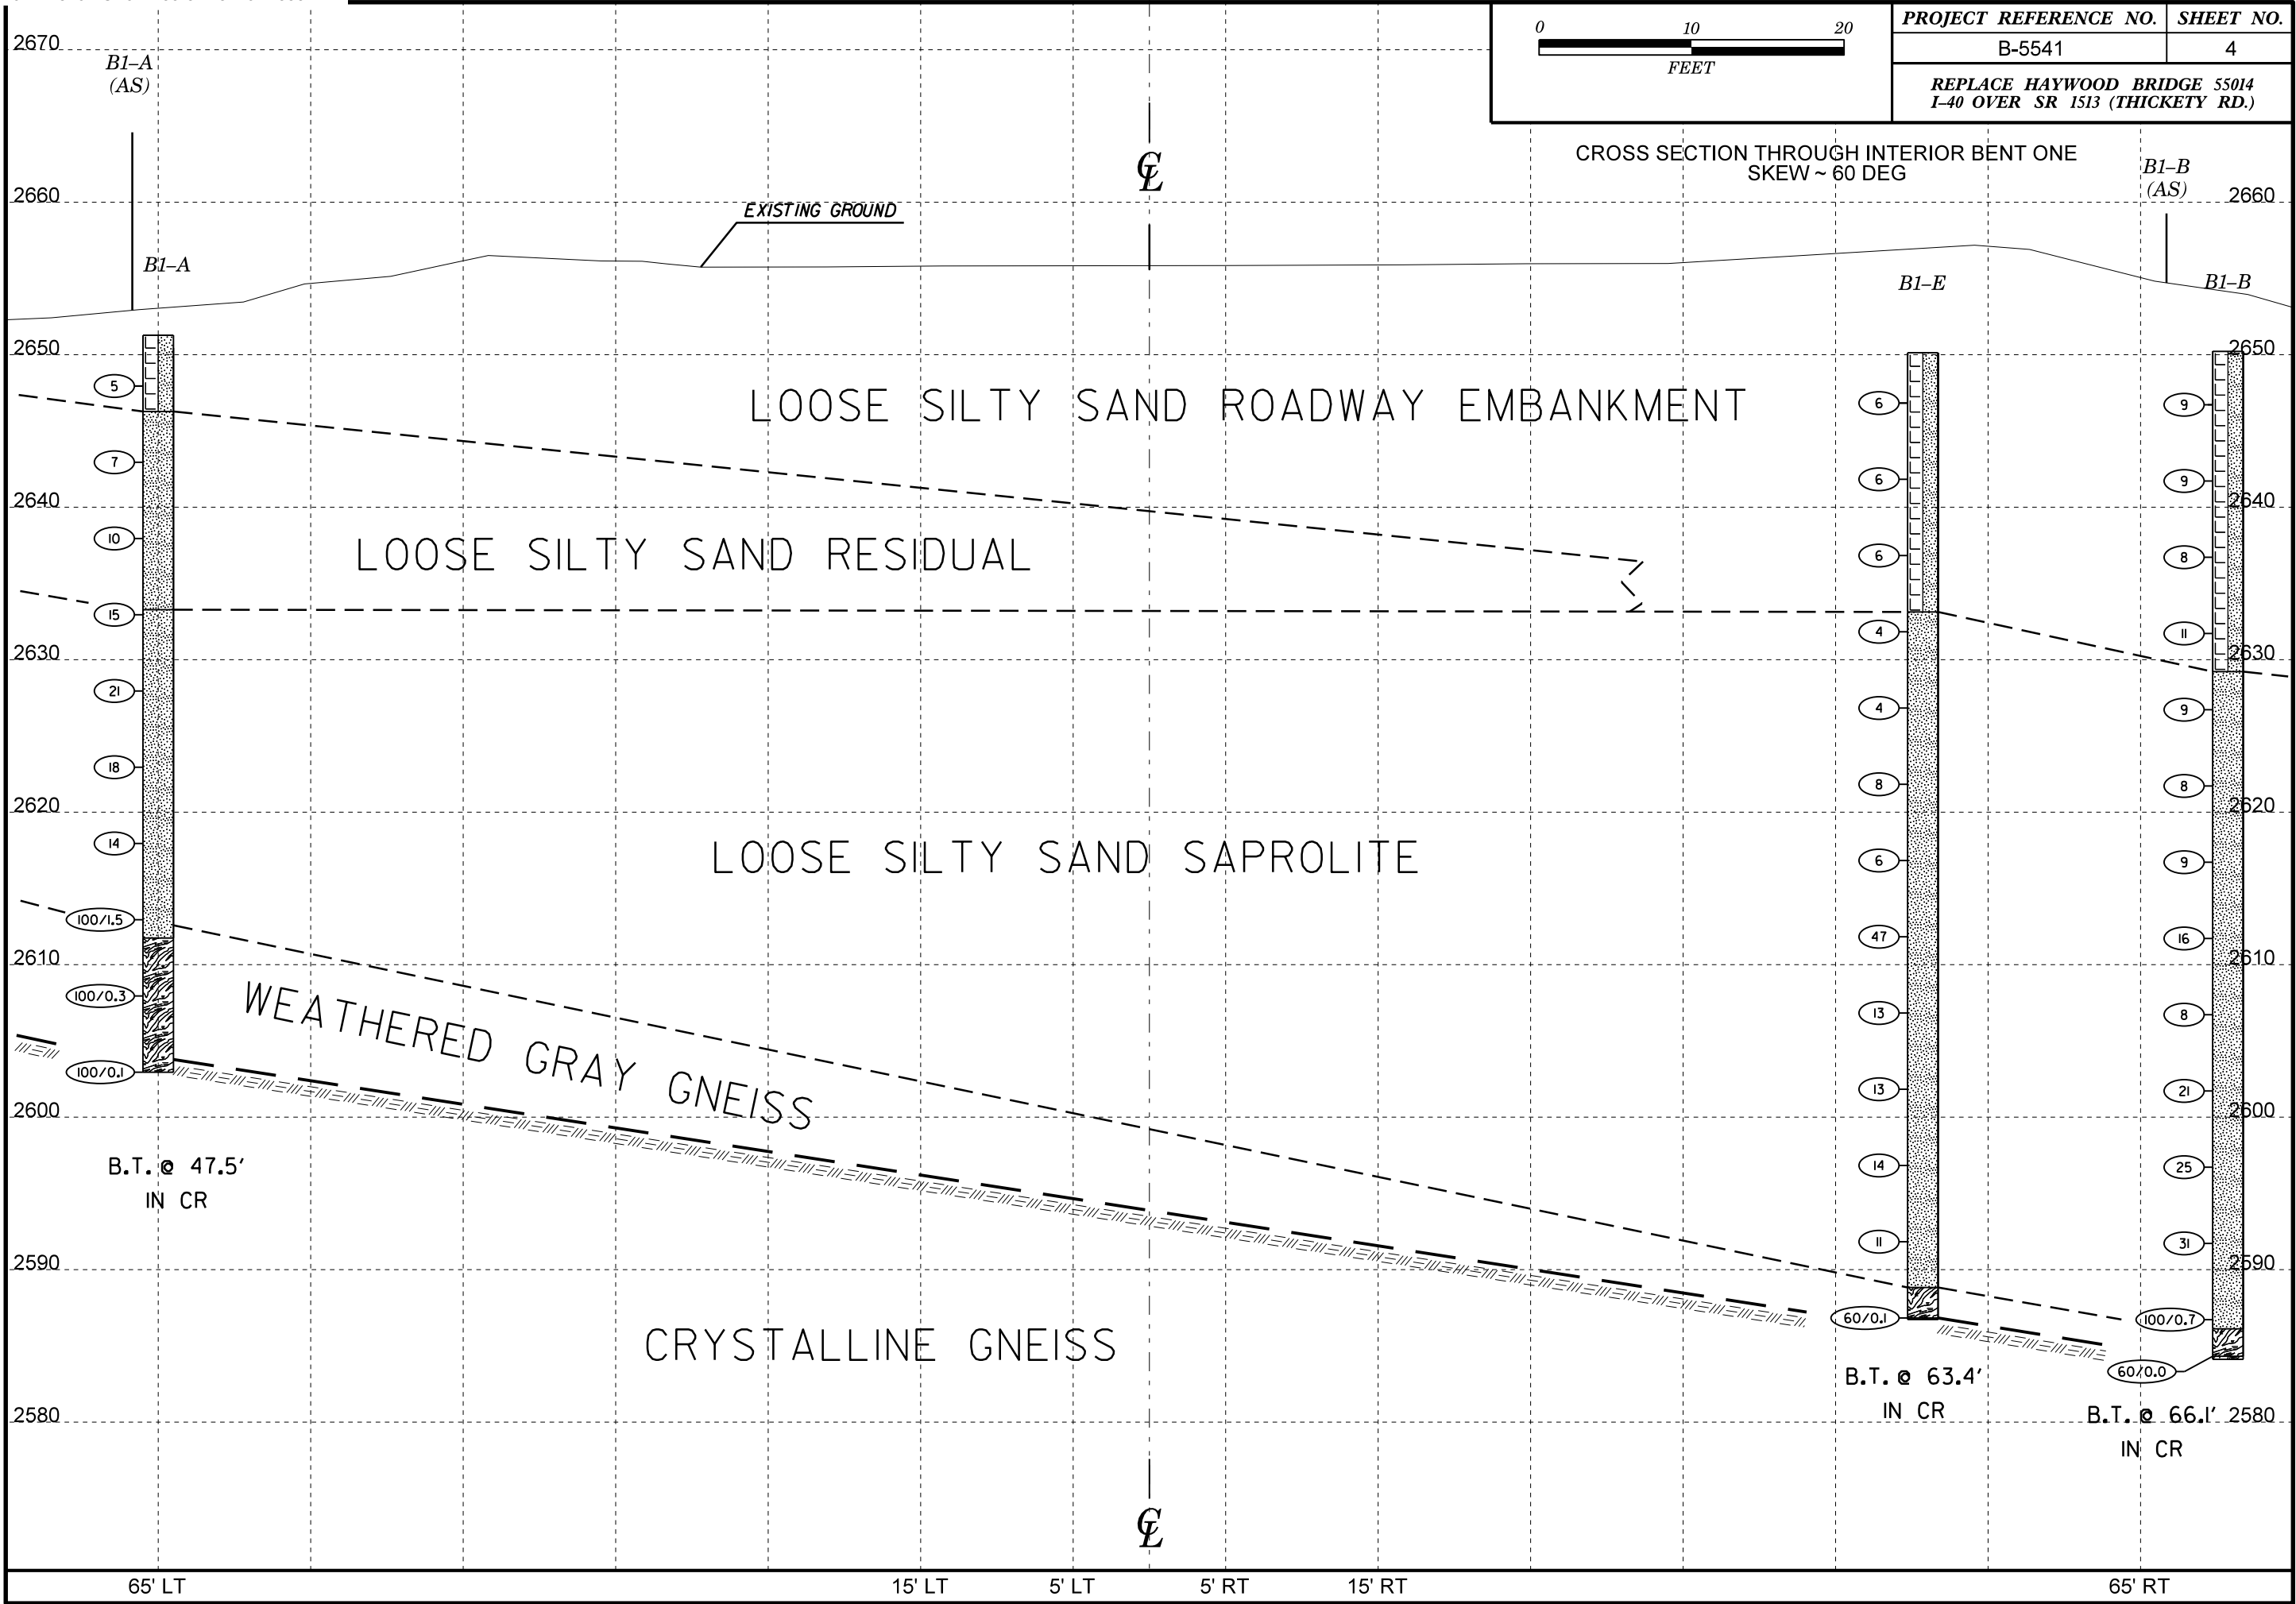 0 10 20
FEET
PROJECT REFERENCE NO. SHEET NO.
B-5541 4
REPLACE HAYWOOD BRIDGE 55014
I-40 OVER SR 1513 (THICKETY RD.)
2670
B1-A
(AS)
℄
CROSS SECTION THROUGH INTERIOR BENT ONE
SKEW ~ 60 DEG
B1-B
(AS)
2660 2660
EXISTING GROUND
B1-A B1-E B1-B
2650 2650
5
LOOSE SILTY SAND ROADWAY EMBANKMENT
6 9
7 6 9
2640 2640
10
LOOSE SILTY SAND RESIDUAL
6 8
15 4 11
2630 2630
21 4 9
18 8 8
2620 2620
14
LOOSE SILTY SAND SAPROLITE
6 9
100/1.5 47 16
2610 2610
100/0.3
WEATHERED GRAY GNEISS
13 8
100/0.1 13 21
2600 2600
B.T. @ 47.5'
IN CR
14 25
11 31
2590 2590
60/0.1 100/0.7
CRYSTALLINE GNEISS
60/0.0
B.T. @ 63.4'
IN CR
B.T. @ 66.1'
IN CR
2580 2580
℄
65' LT 15' LT 5' LT 5' RT 15' RT 65' RT